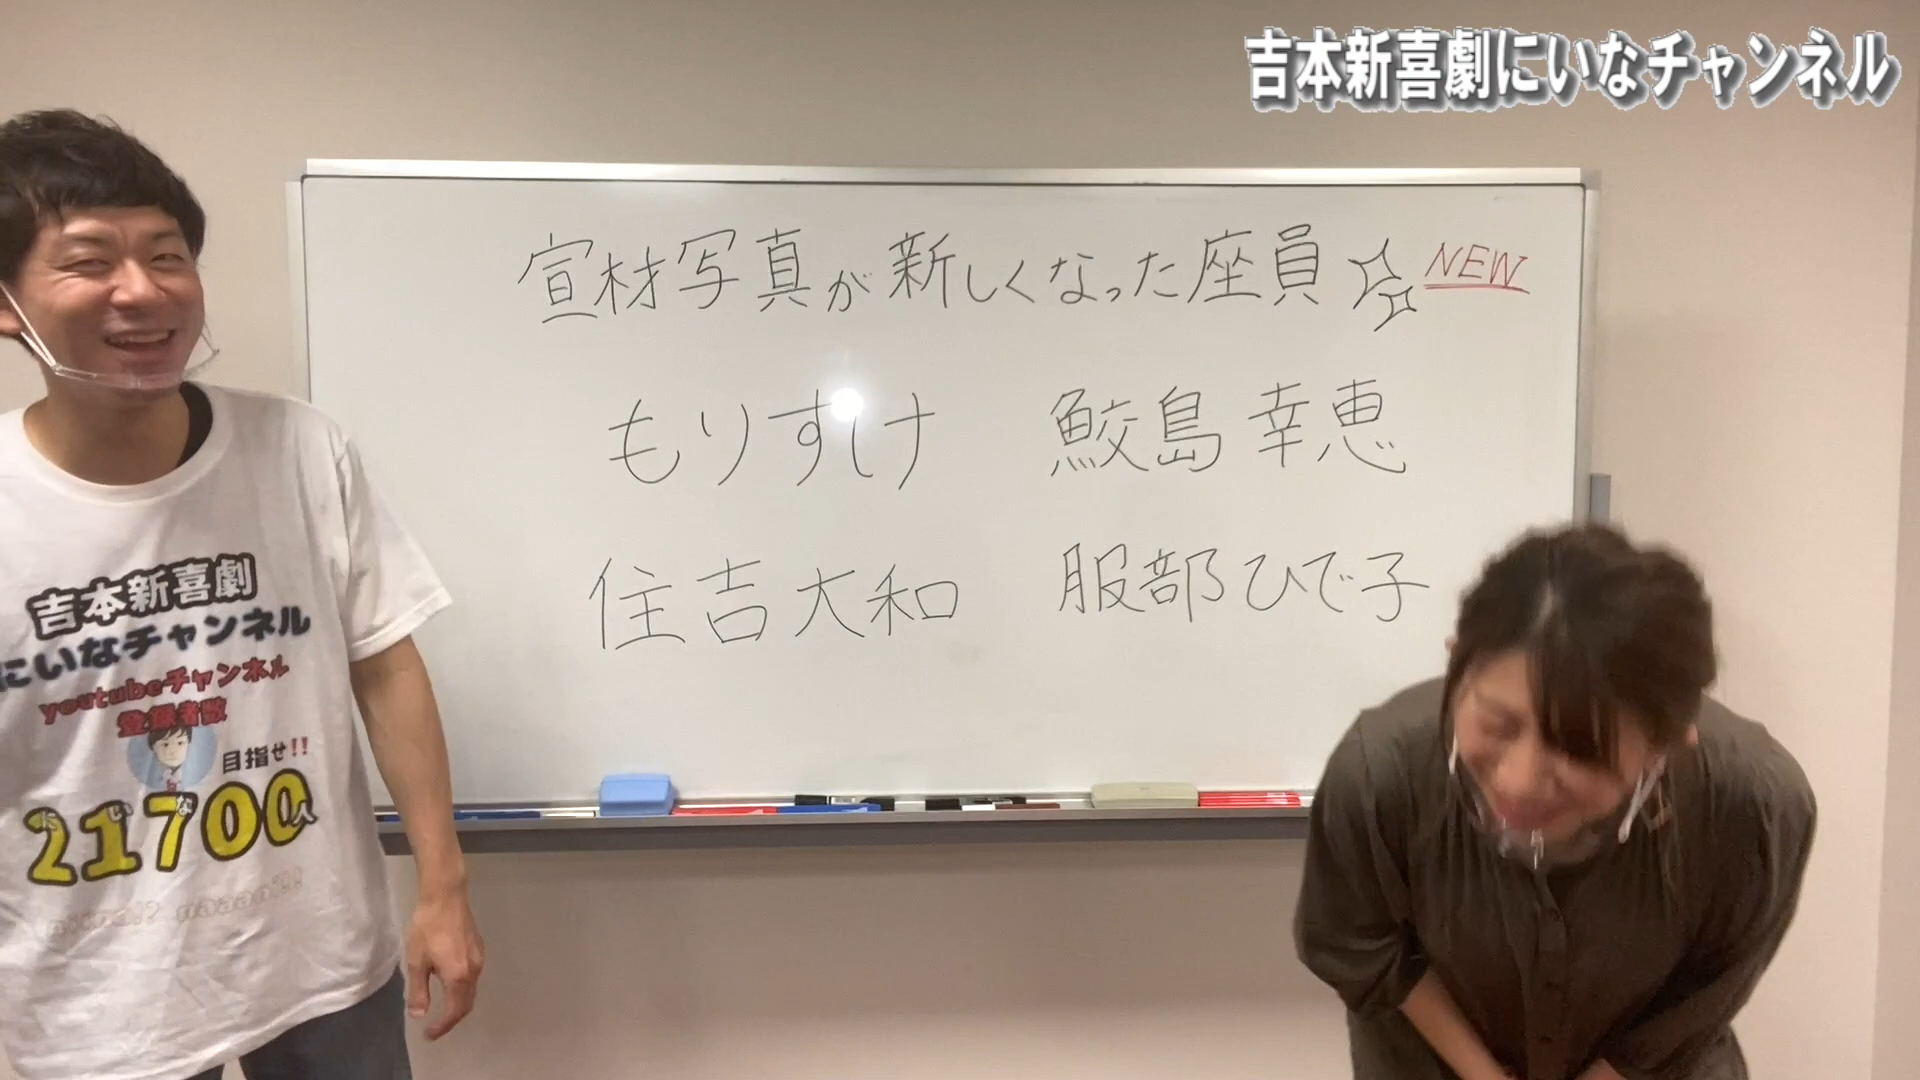 吉本新喜劇にいなチャンネル
宣材写真が新しくなった座員 NEW
もりすけ 鮫島幸恵
住吉大和 服部ひで子
吉本新喜劇
にいなチャンネル
youtubeチャンネル
登録者数
目指せ!!
21700人
にいな